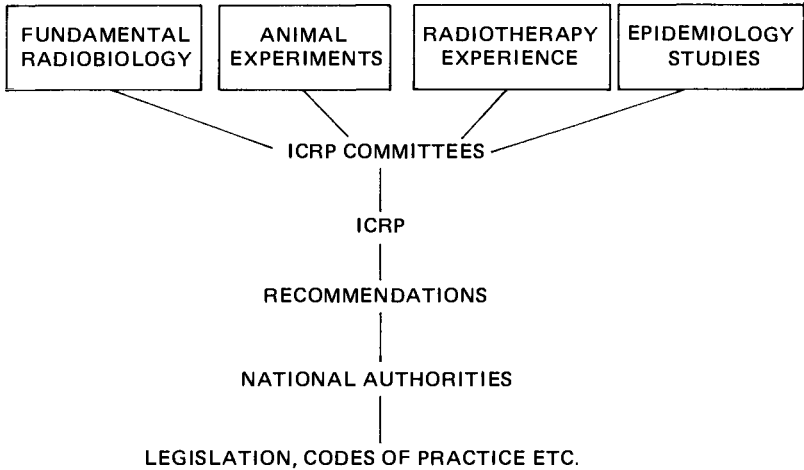 FUNDAMENTAL
RADIOBIOLOGY
ANIMAL
EXPERIMENTS
RADIOTHERAPY
EXPERIENCE
EPIDEMIOLOGY
STUDIES
ICRP COMMITTEES
ICRP
RECOMMENDATIONS
NATIONAL AUTHORITIES
LEGISLATION, CODES OF PRACTICE ETC.